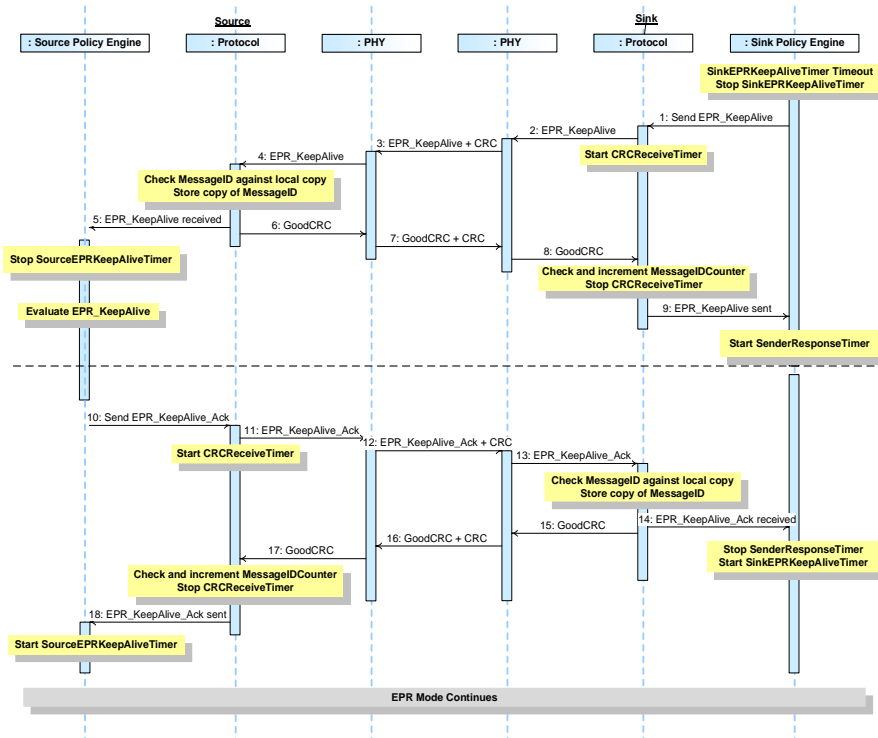 Source
Sink
: Source Policy Engine
: Protocol
: PHY
: PHY
: Protocol
: Sink Policy Engine
SinkEPRKeepAliveTimer Timeout
Stop SinkEPRKeepAliveTimer
1: Send EPR_KeepAlive
2: EPR_KeepAlive
3: EPR_KeepAlive + CRC
Start CRCReceiveTimer
4: EPR_KeepAlive
Check MessageID against local copy
Store copy of MessageID
5: EPR_KeepAlive received
6: GoodCRC
7: GoodCRC + CRC
8: GoodCRC
Stop SourceEPRKeepAliveTimer
Check and increment MessageIDCounter
Stop CRCReceiveTimer
Evaluate EPR_KeepAlive
9: EPR_KeepAlive sent
Start SenderResponseTimer
10: Send EPR_KeepAlive_Ack
11: EPR_KeepAlive_Ack
12: EPR_KeepAlive_Ack + CRC
Start CRCReceiveTimer
13: EPR_KeepAlive_Ack
Check MessageID against local copy
Store copy of MessageID
14: EPR_KeepAlive_Ack received
15: GoodCRC
16: GoodCRC + CRC
17: GoodCRC
Stop SenderResponseTimer
Start SinkEPRKeepAliveTimer
Check and increment MessageIDCounter
Stop CRCReceiveTimer
18: EPR_KeepAlive_Ack sent
Start SourceEPRKeepAliveTimer
EPR Mode Continues